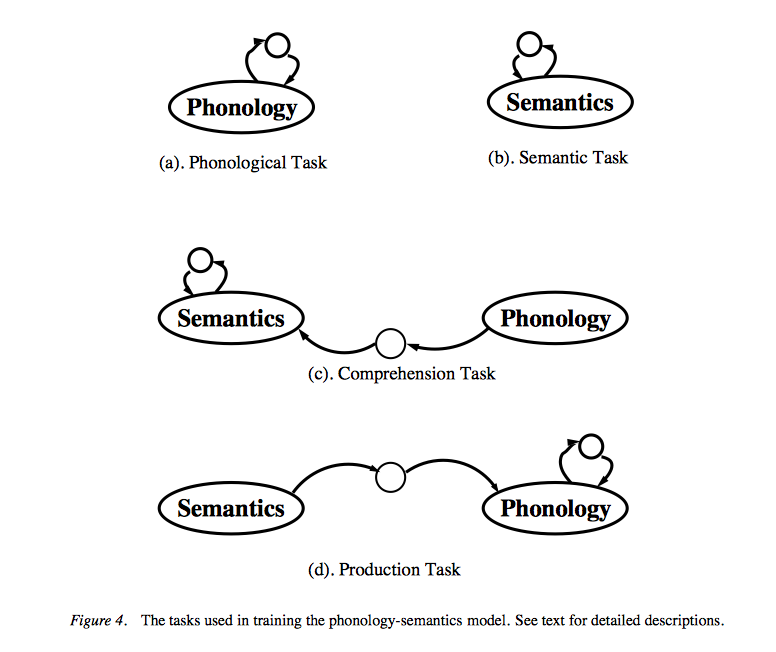 Phonology
Semantics
(a). Phonological Task
(b). Semantic Task
Semantics
Phonology
(c). Comprehension Task
Semantics
Phonology
(d). Production Task
Figure 4. The tasks used in training the phonology-semantics model. See text for detailed descriptions.